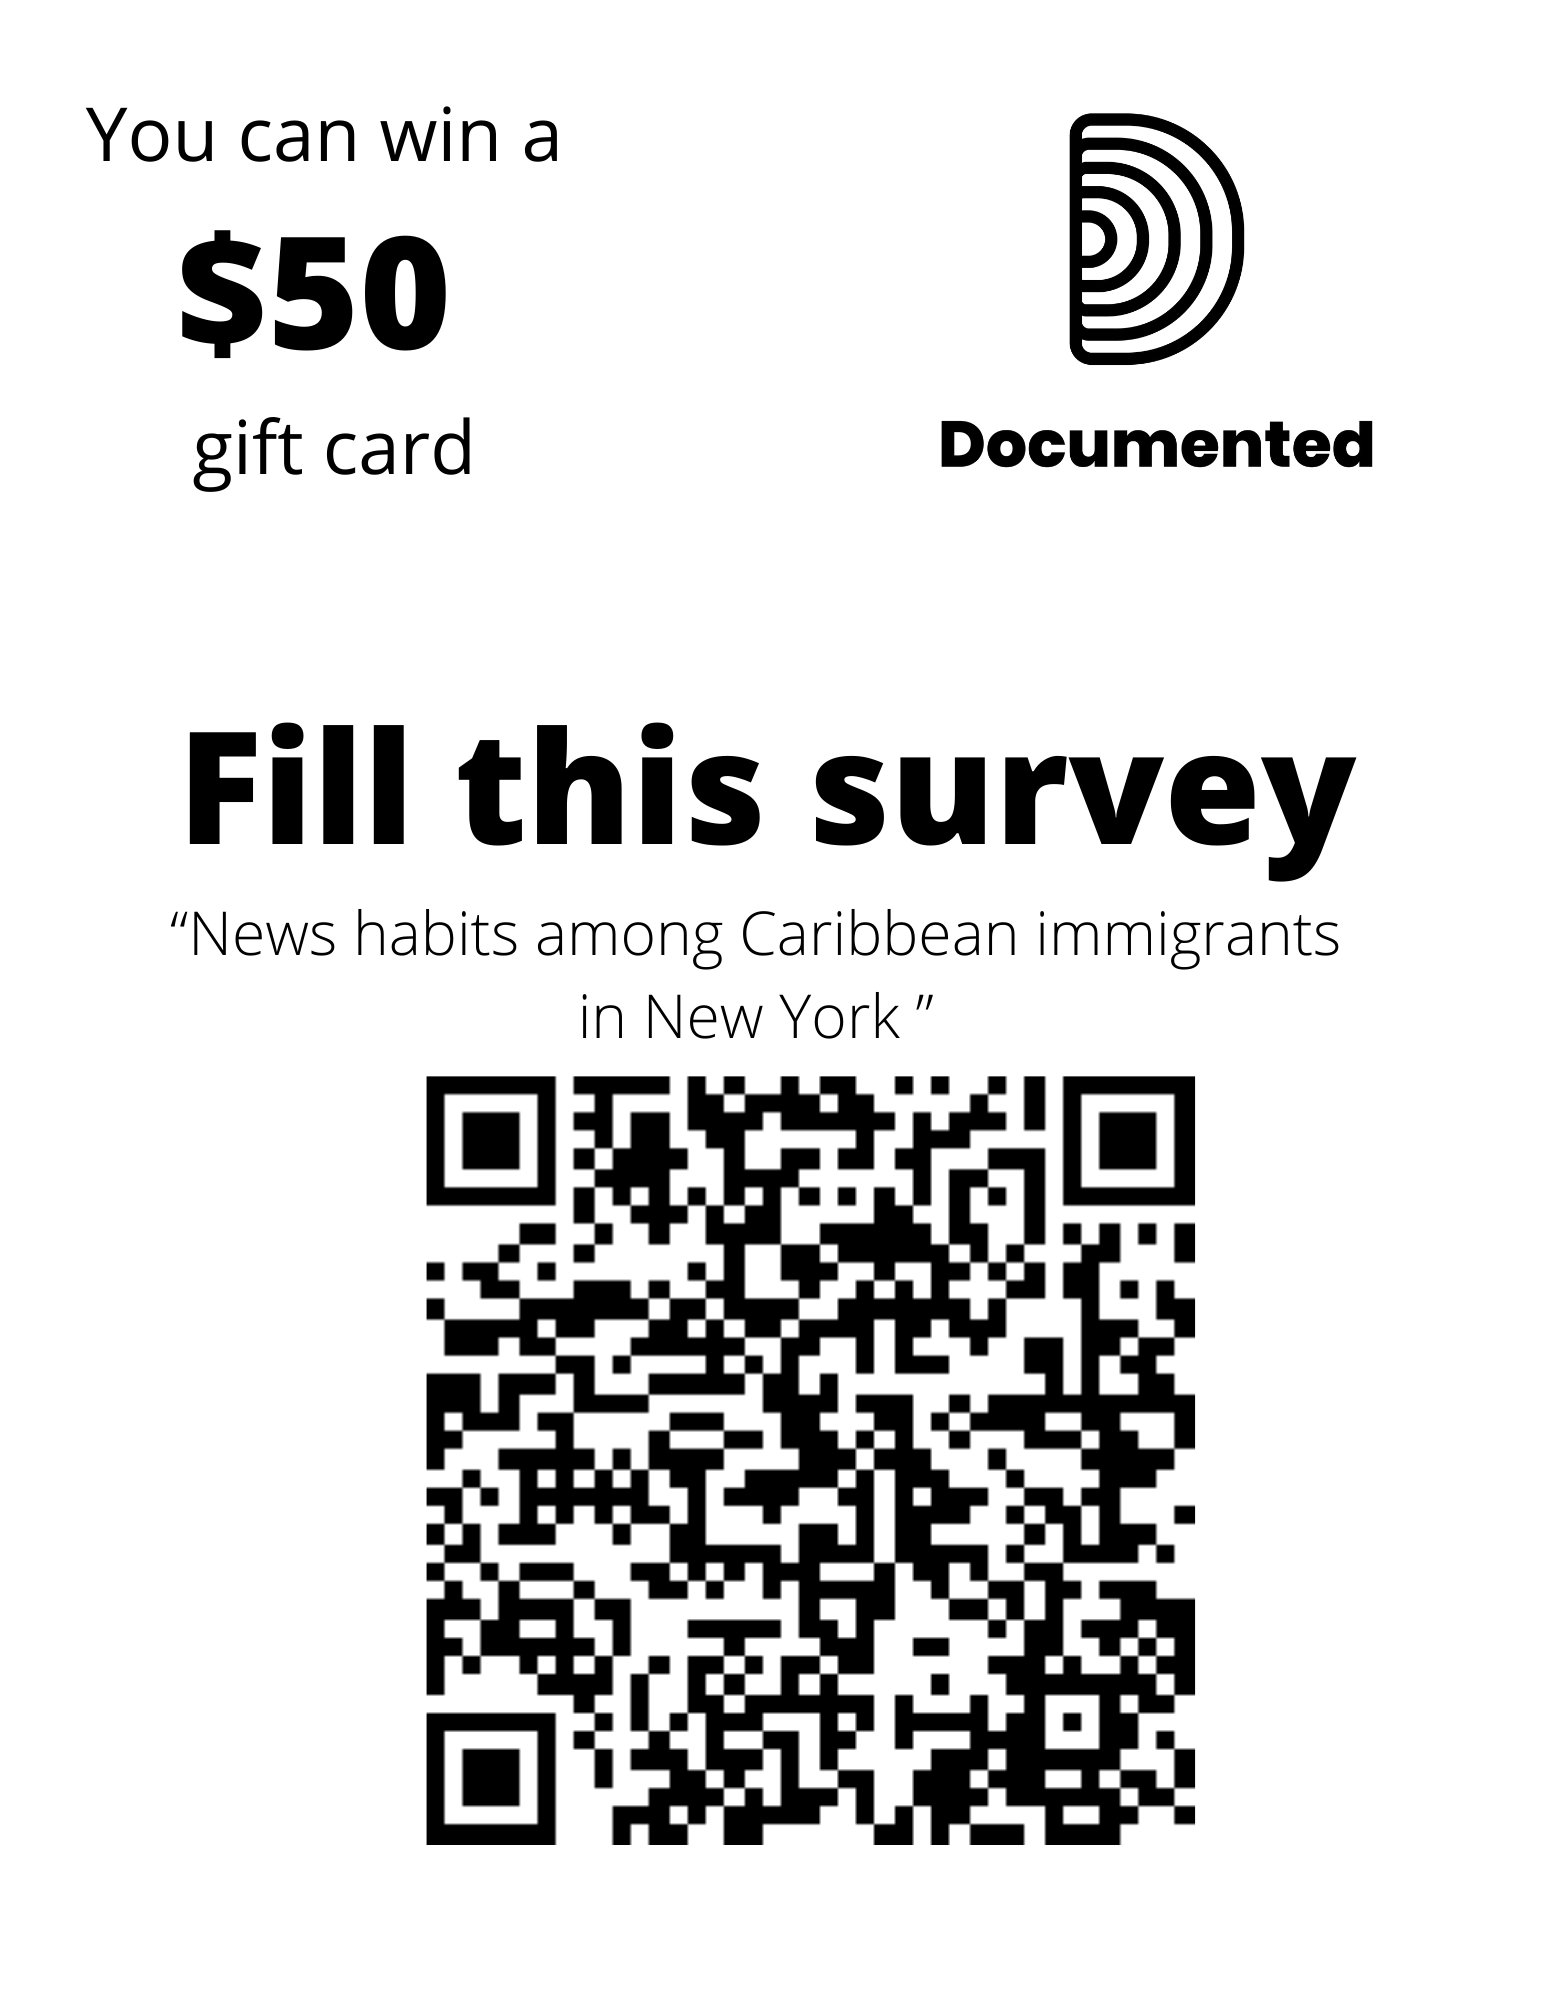 You can win a
$50
gift card
Documented
Fill this survey
“News habits among Caribbean immigrants
in New York ”